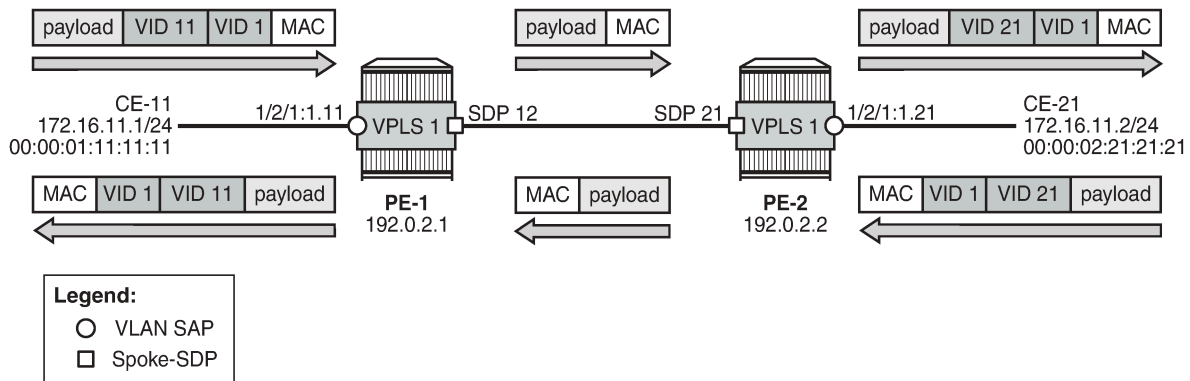 payload VID 11 VID 1 MAC
payload MAC
payload VID 21 VID 1 MAC
CE-11
172.16.11.1/24
00:00:01:11:11:11
1/2/1:1.11
VPLS 1
SDP 12
SDP 21
VPLS 1
1/2/1:1.21
CE-21
172.16.11.2/24
00:00:02:21:21:21
MAC VID 1 VID 11 payload
PE-1
192.0.2.1
MAC payload
PE-2
192.0.2.2
MAC VID 1 VID 21 payload
Legend:
VLAN SAP
Spoke-SDP